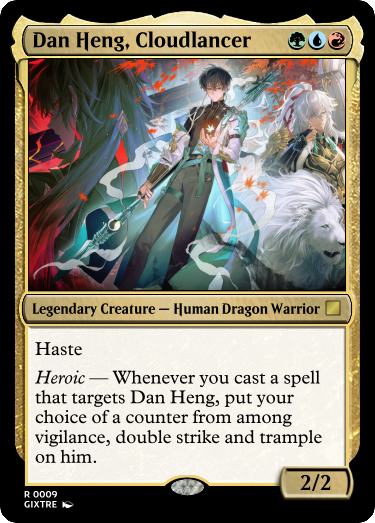 Dan Heng, Cloudlancer
Legendary Creature — Human Dragon Warrior
Haste
Heroic — Whenever you cast a spell
that targets Dan Heng, put your
choice of a counter from among
vigilance, double strike and trample
on him.
2/2
R 0009
GIXTRE